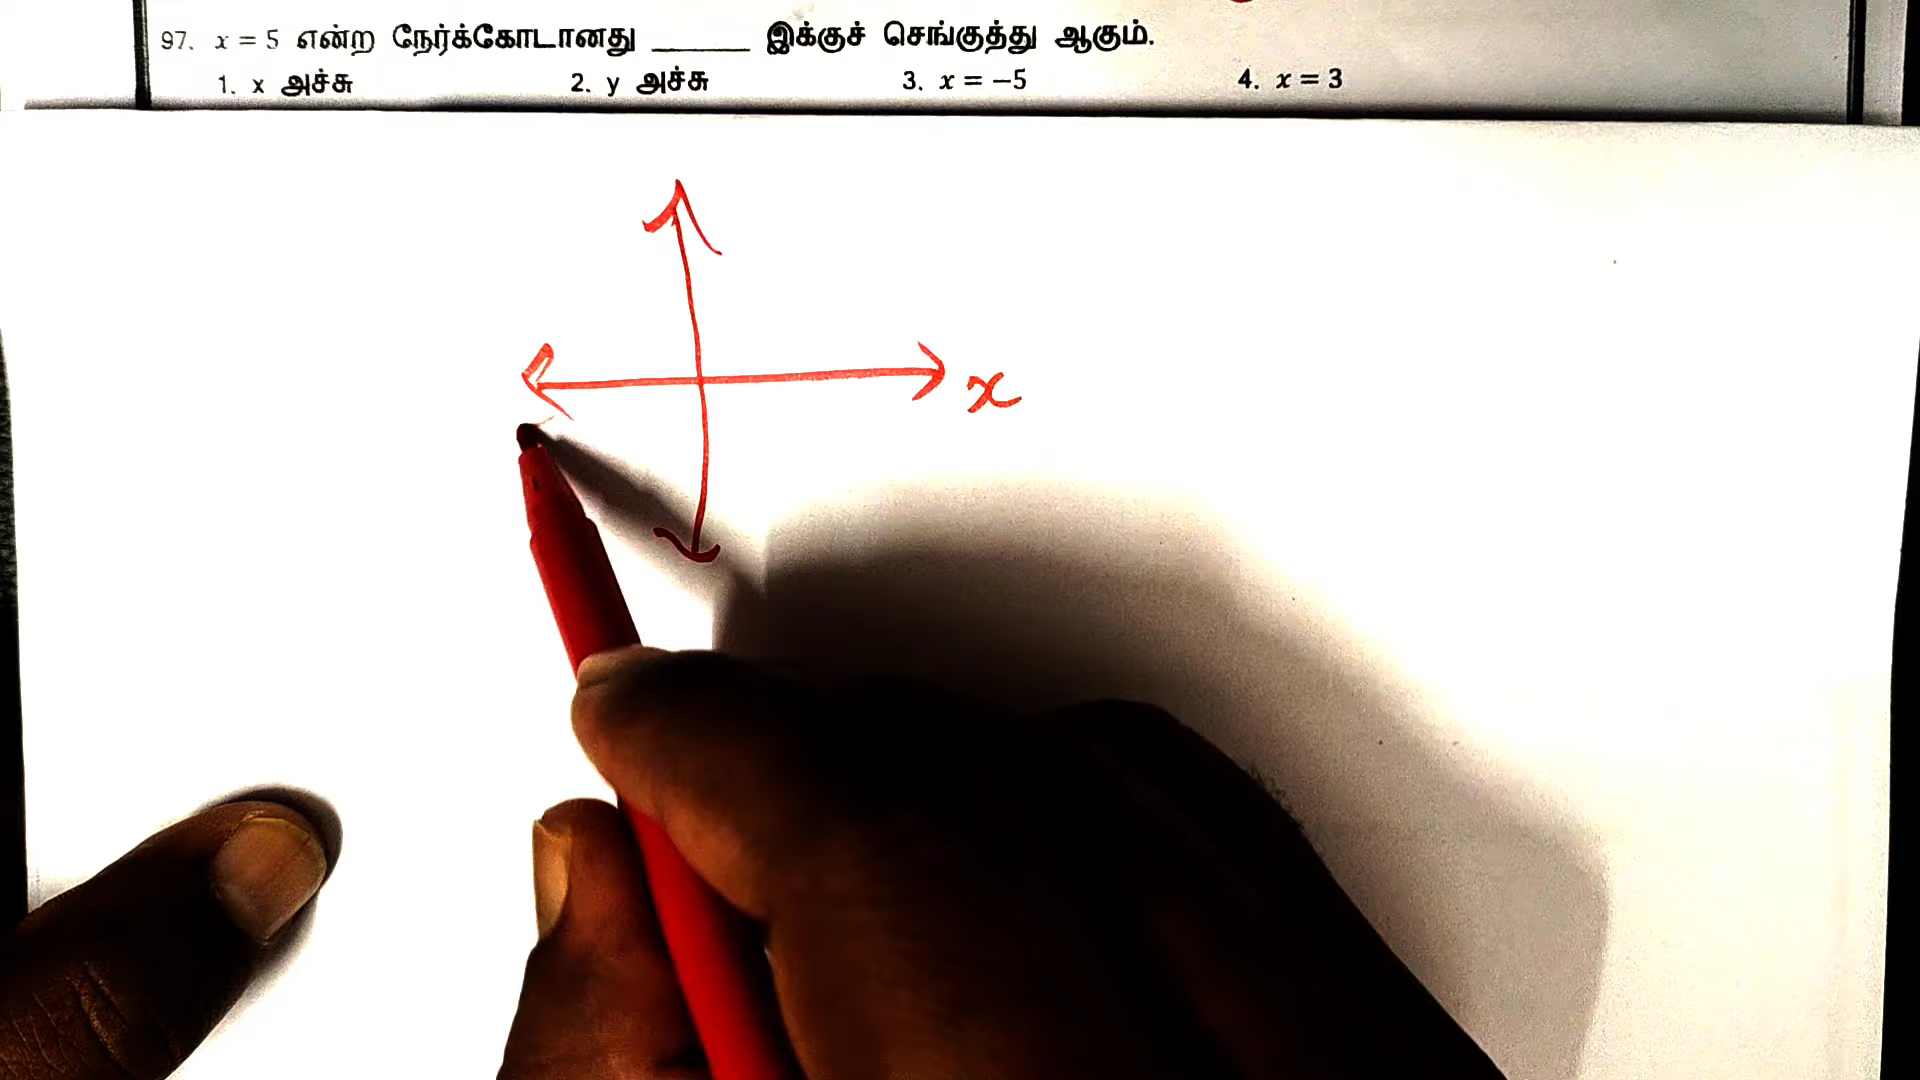 97. x = 5 என்ற நேர்க்கோடானது ______ இக்குச் செங்குத்து ஆகும்.
1. x அச்சு 2. y அச்சு 3. x = −5 4. x = 3
x